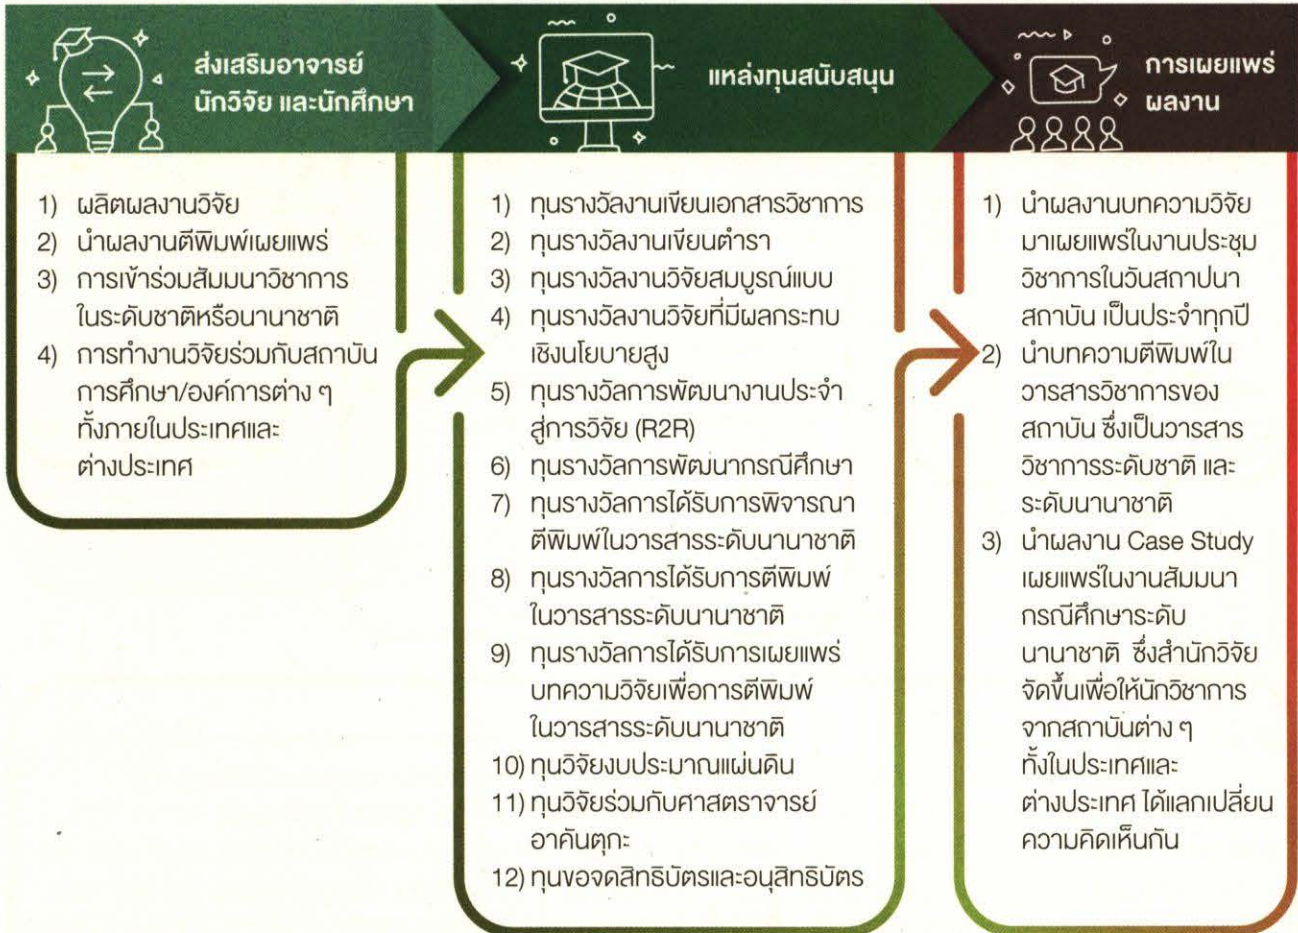 ส่งเสริมอาจารย์
นักวิจัย และนักศึกษา
1) ผลิตผลงานวิจัย
2) นำผลงานตีพิมพ์เผยแพร่
3) การเข้าร่วมสัมมนาวิชาการ
ในระดับชาติหรือนานาชาติ
4) การทำงานวิจัยร่วมกับสถาบัน
การศึกษา/องค์การต่าง ๆ
ทั้งภายในประเทศและ
ต่างประเทศ
แหล่งทุนสนับสนุน
1) ทุนรางวัลงานเขียนเอกสารวิชาการ
2) ทุนรางวัลงานเขียนตำรา
3) ทุนรางวัลงานวิจัยสมบูรณ์แบบ
4) ทุนรางวัลงานวิจัยที่มีผลกระทบ
เชิงนโยบายสูง
5) ทุนรางวัลการพัฒนางานประจำ
สู่การวิจัย (R2R)
6) ทุนรางวัลการพัฒนากรณีศึกษา
7) ทุนรางวัลการได้รับการพิจารณา
ตีพิมพ์ในวารสารระดับนานาชาติ
8) ทุนรางวัลการได้รับการตีพิมพ์
ในวารสารระดับนานาชาติ
9) ทุนรางวัลการได้รับการเผยแพร่
บทความวิจัยเพื่อการตีพิมพ์
ในวารสารระดับนานาชาติ
10) ทุนวิจัยงบประมาณแผ่นดิน
11) ทุนวิจัยร่วมกับศาสตราจารย์
อาคันตุกะ
12) ทุนขอจดสิทธิบัตรและอนุสิทธิบัตร
การเผยแพร่
ผลงาน
1) นำผลงานบทความวิจัย
มาเผยแพร่ในงานประชุม
วิชาการในวันสถาปนา
สถาบัน เป็นประจำทุกปี
2) นำบทความตีพิมพ์ใน
วารสารวิชาการของ
สถาบัน ซึ่งเป็นวารสาร
วิชาการระดับชาติ และ
ระดับนานาชาติ
3) นำผลงาน Case Study
เผยแพร่ในงานสัมมนา
กรณีศึกษาระดับ
นานาชาติ ซึ่งสำนักวิจัย
จัดขึ้นเพื่อให้นักวิชาการ
จากสถาบันต่าง ๆ
ทั้งในประเทศและ
ต่างประเทศ ได้แลกเปลี่ยน
ความคิดเห็นกัน